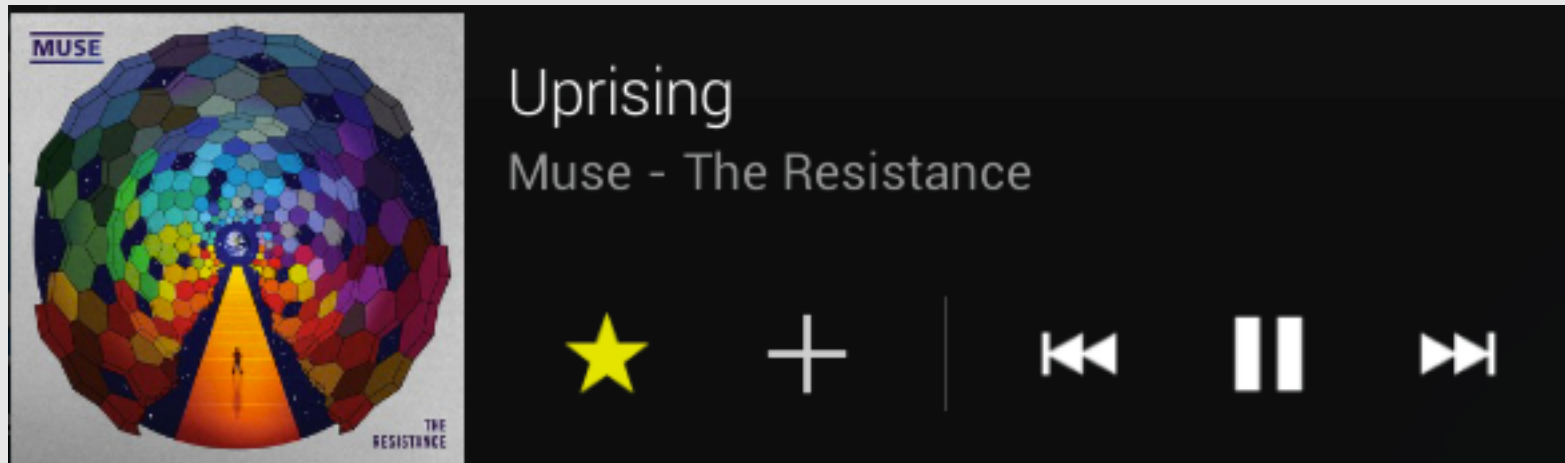 MUSE
THE
RESISTANCE
Uprising
Muse - The Resistance